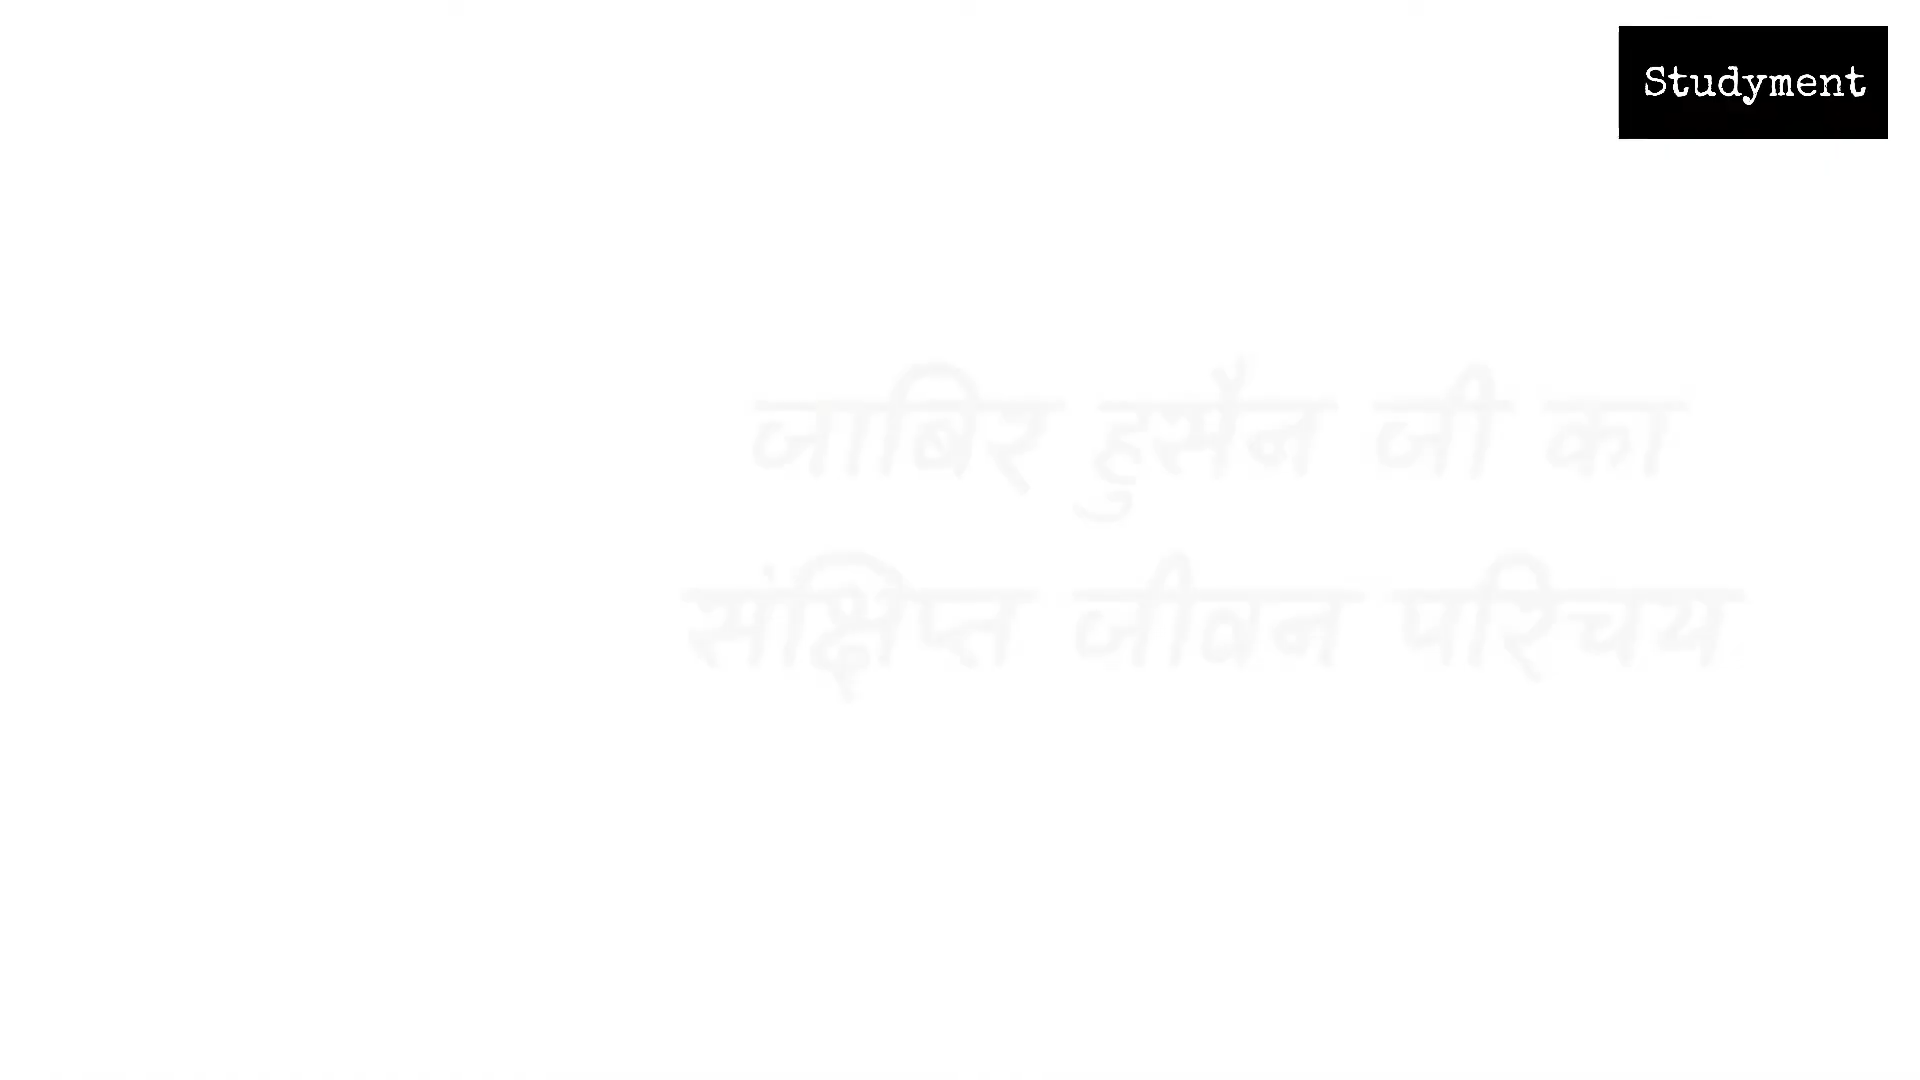 Studyment
जाबिर हुसैन जी का
संक्षिप्त जीवन परिचय